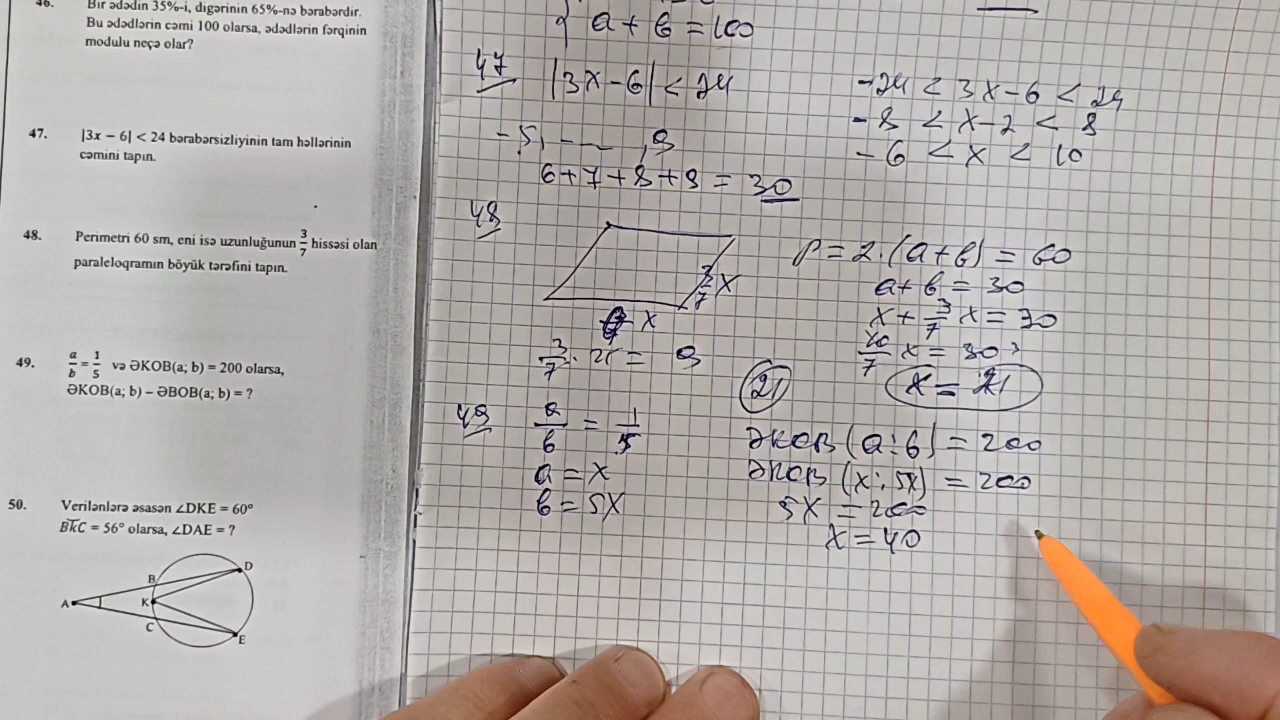 46. Bir ədədin 35%-i, digərinin 65%-nə bərabərdir.
Bu ədədlərin cəmi 100 olarsa, ədədlərin fərqinin
modulu neçə olar?
47. |3x − 6| < 24 bərabərsizliyinin tam həllərinin
cəmini tapın.
48. Perimetri 60 sm, eni isə uzunluğunun 3/7 hissəsi olan
paraleloqramın böyük tərəfini tapın.
49. a/b = 1/5 və ƏKOB(a; b) = 200 olarsa,
ƏKOB(a; b) − ƏBOB(a; b) = ?
50. Verilənlərə əsasən ∠DKE = 60°
BkC = 56° olarsa, ∠DAE = ?
B
D
A
K
C
E
a + b = 100
47 |3x−6| < 24
−24 < 3x−6 < 24
−8 < x−2 < 8
−6 < x < 10
−5, ... , 9
6+7+8+9 = 30
48
3/7 x
x
P = 2·(a+b) = 60
a+b = 30
x + 3/7 x = 30
10/7 x = 30 3
x = 21
3/7 · 21 = 9
21
49 a/b = 1/5
a = x
b = 5x
ƏKOB (a; b) = 200
ƏKOB (x; 5x) = 200
5x = 200
x = 40